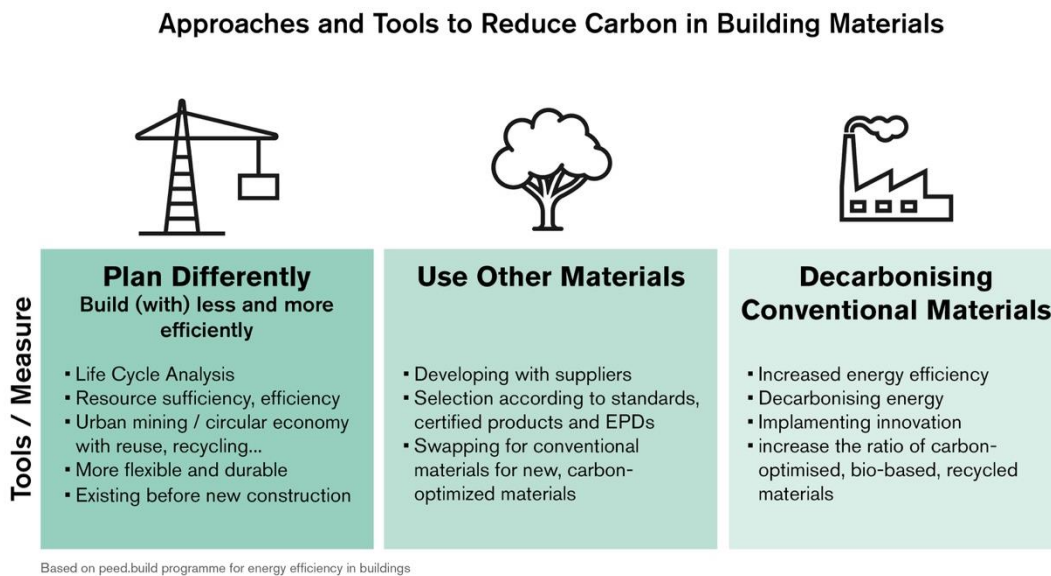 Approaches and Tools to Reduce Carbon in Building Materials
Tools / Measure
Plan Differently
Build (with) less and more
efficiently
▪ Life Cycle Analysis
▪ Resource sufficiency, efficiency
▪ Urban mining / circular economy
with reuse, recycling...
▪ More flexible and durable
▪ Existing before new construction
Use Other Materials
▪ Developing with suppliers
▪ Selection according to standards,
certified products and EPDs
▪ Swapping for conventional
materials for new, carbon-
optimized materials
Decarbonising
Conventional Materials
▪ Increased energy efficiency
▪ Decarbonising energy
▪ Implamenting innovation
▪ increase the ratio of carbon-
optimised, bio-based, recycled
materials
Based on peed.build programme for energy efficiency in buildings